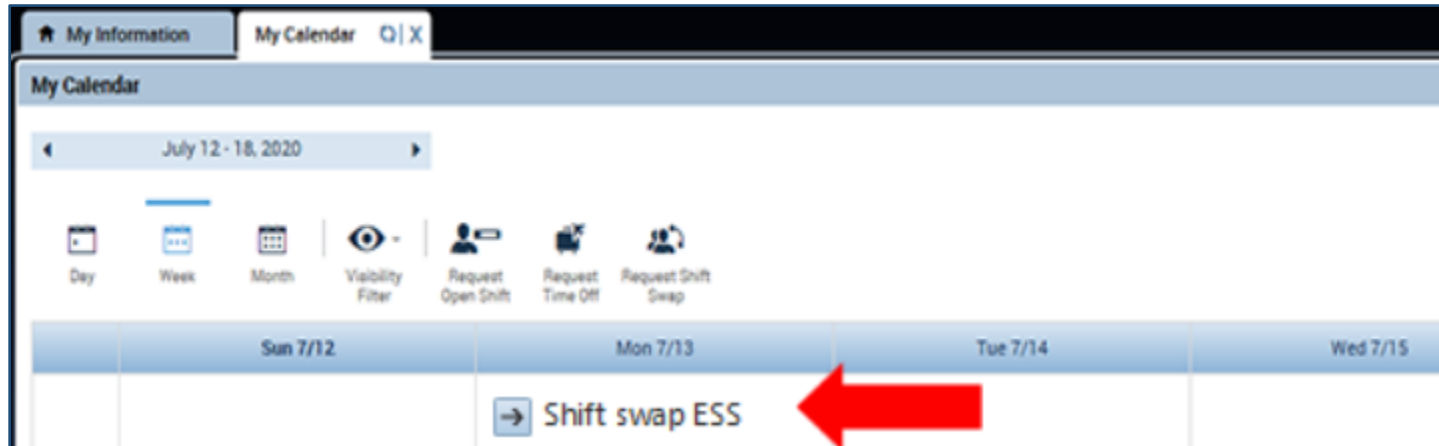 My Information
My Calendar
X
My Calendar
July 12 - 18, 2020
Day
Week
Month
Visibility
Filter
Request
Open Shift
Request
Time Off
Request Shift
Swap
Sun 7/12
Mon 7/13
Tue 7/14
Wed 7/15
Shift swap ESS